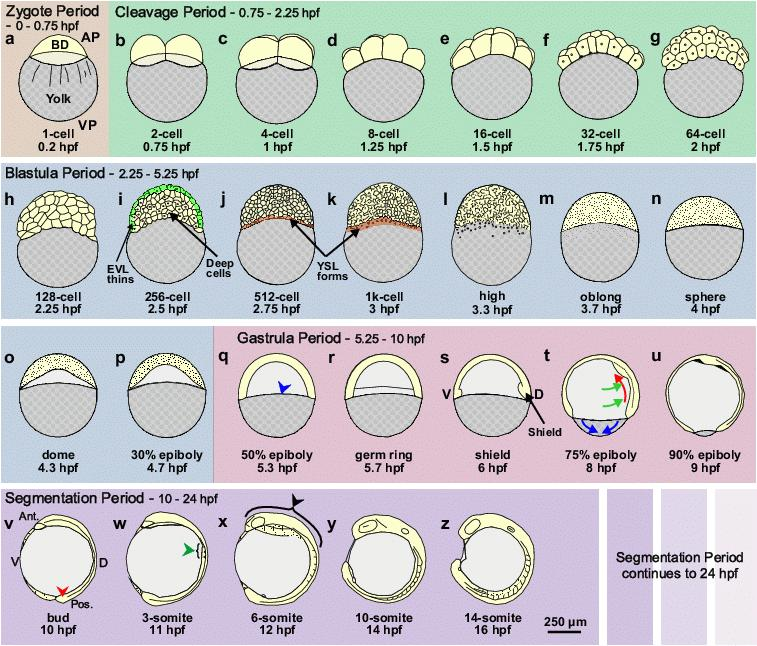 Zygote Period
- 0 - 0.75 hpf
Cleavage Period - 0.75 - 2.25 hpf
a
BD
AP
Yolk
VP
1-cell
0.2 hpf
b
2-cell
0.75 hpf
c
4-cell
1 hpf
d
8-cell
1.25 hpf
e
16-cell
1.5 hpf
f
32-cell
1.75 hpf
g
64-cell
2 hpf
Blastula Period - 2.25 - 5.25 hpf
h
128-cell
2.25 hpf
i
EVL
thins
Deep
cells
256-cell
2.5 hpf
j
512-cell
2.75 hpf
YSL
forms
k
1k-cell
3 hpf
l
high
3.3 hpf
m
oblong
3.7 hpf
n
sphere
4 hpf
o
dome
4.3 hpf
p
30% epiboly
4.7 hpf
Gastrula Period - 5.25 - 10 hpf
q
50% epiboly
5.3 hpf
r
germ ring
5.7 hpf
s
V
D
Shield
shield
6 hpf
t
75% epiboly
8 hpf
u
90% epiboly
9 hpf
Segmentation Period - 10 - 24 hpf
v
Ant.
V
D
Pos.
bud
10 hpf
w
3-somite
11 hpf
x
6-somite
12 hpf
y
10-somite
14 hpf
z
14-somite
16 hpf
250 µm
Segmentation Period
continues to 24 hpf